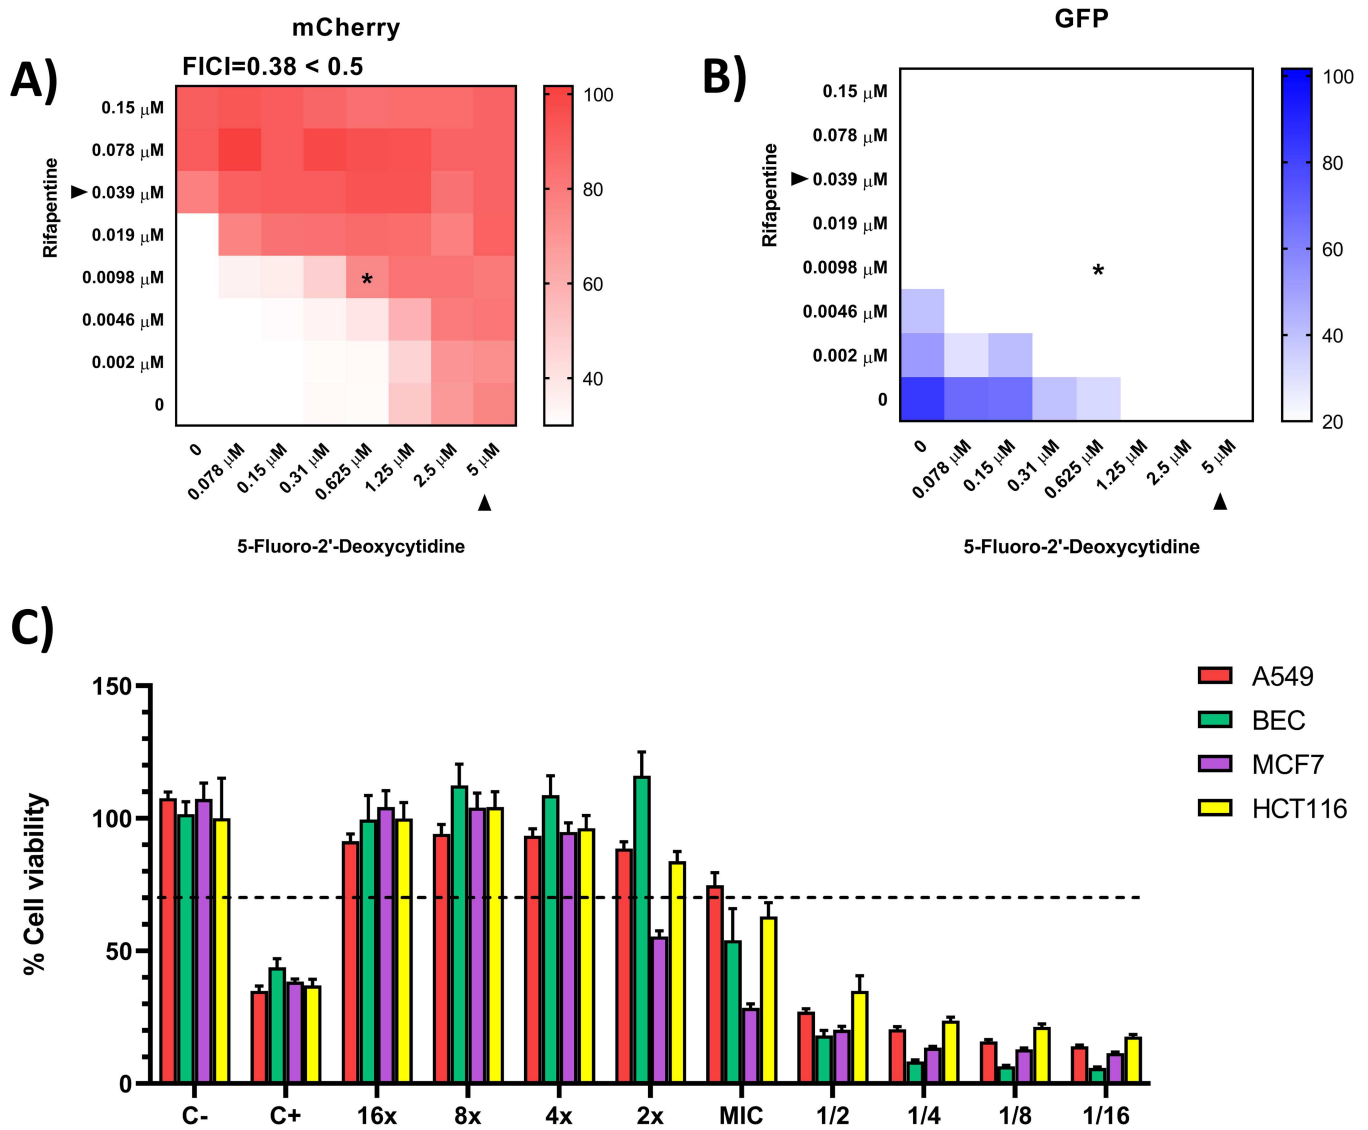 A)
mCherry
FICI=0.38 < 0.5
Rifapentine
0.15 μM
0.078 μM
0.039 μM
0.019 μM
0.0098 μM
0.0046 μM
0.002 μM
0
*
100
80
60
40
0
0.078 μM
0.15 μM
0.31 μM
0.625 μM
1.25 μM
2.5 μM
5 μM
5-Fluoro-2'-Deoxycytidine
B)
GFP
Rifapentine
0.15 μM
0.078 μM
0.039 μM
0.019 μM
0.0098 μM
0.0046 μM
0.002 μM
0
*
100
80
60
40
20
0
0.078 μM
0.15 μM
0.31 μM
0.625 μM
1.25 μM
2.5 μM
5 μM
5-Fluoro-2'-Deoxycytidine
C)
% Cell viability
150
100
50
0
C-
C+
16x
8x
4x
2x
MIC
1/2
1/4
1/8
1/16
A549
BEC
MCF7
HCT116